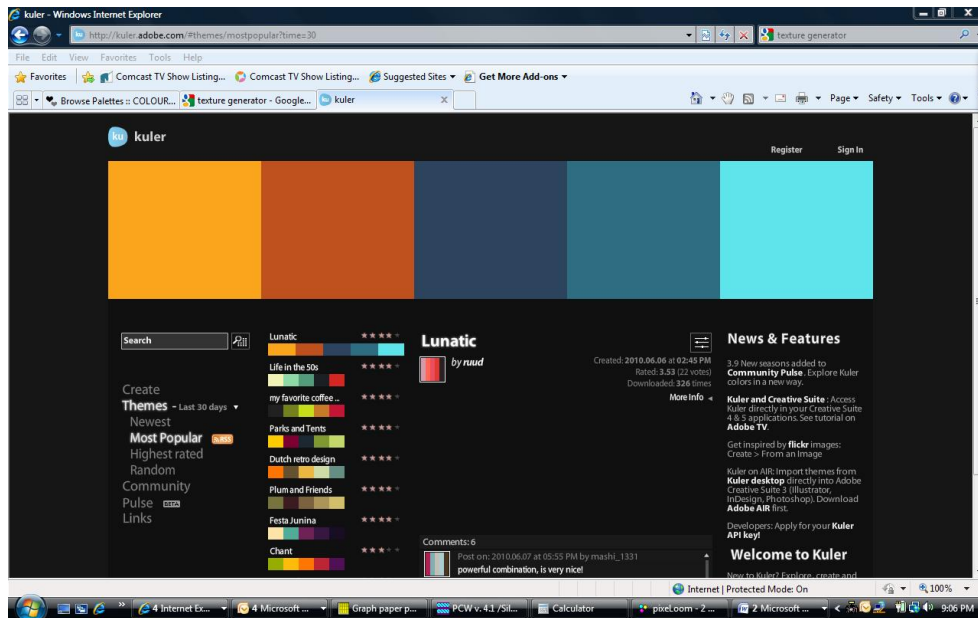 kuler - Windows Internet Explorer
http://kuler.adobe.com/#themes/mostpopular?time=30
texture generator
File Edit View Favorites Tools Help
Favorites Comcast TV Show Listing... Comcast TV Show Listing... Suggested Sites Get More Add-ons
Browse Palettes :: COLOUR... texture generator - Google... kuler X
Page Safety Tools
ku kuler
Register Sign In
Search
Create
Themes - Last 30 days
Newest
Most Popular RSS
Highest rated
Random
Community
Pulse BETA
Links
Lunatic
Life in the 50s
my favorite coffee ..
Parks and Tents
Dutch retro design
Plum and Friends
Festa Junina
Chant
Lunatic
by ruud
Created: 2010.06.06 at 02:45 PM
Rated: 3.53 (22 votes)
Downloaded: 326 times
More Info
Comments: 6
Post on: 2010.06.07 at 05:55 PM by mashi_1331
powerful combination, is very nice!
News & Features
3.9 New seasons added to
Community Pulse. Explore Kuler
colors in a new way.
Kuler and Creative Suite : Access
Kuler directly in your Creative Suite
4 & 5 applications. See tutorial on
Adobe TV.
Get inspired by flickr images:
Create > From an Image
Kuler on AIR: Import themes from
Kuler desktop directly into Adobe
Creative Suite 3 (Illustrator,
InDesign, Photoshop). Download
Adobe AIR first.
Developers: Apply for your Kuler
API key!
Welcome to Kuler
New to Kuler? Explore, create and
Internet | Protected Mode: On 100%
4 Internet Ex... 4 Microsoft ... Graph paper p... PCW v. 4.1 /Sil... Calculator pixeLoom - 2 ... 2 Microsoft ... 9:06 PM